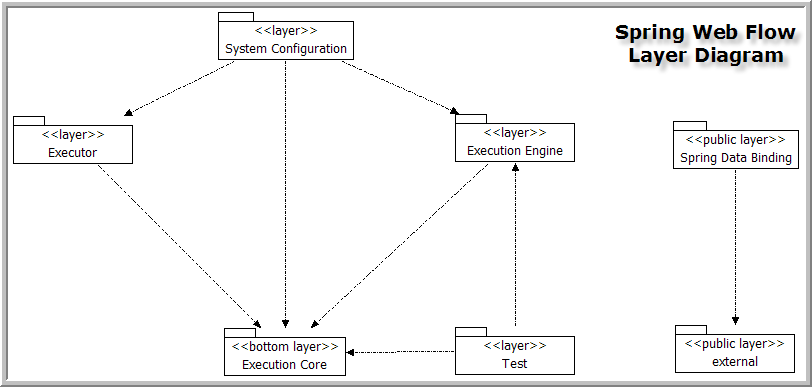 Spring Web Flow
Layer Diagram
<<layer>>
System Configuration
<<layer>>
Executor
<<layer>>
Execution Engine
<<public layer>>
Spring Data Binding
<<bottom layer>>
Execution Core
<<layer>>
Test
<<public layer>>
external